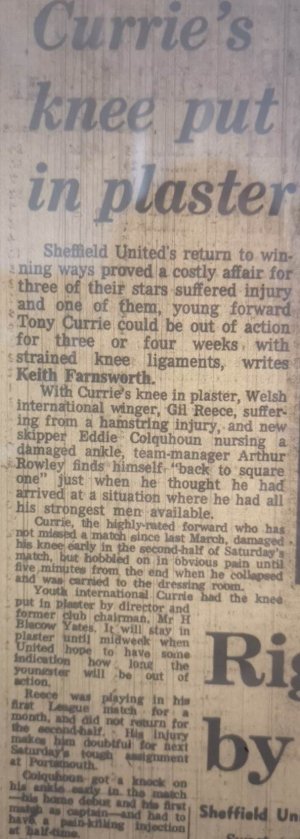 Currie's
knee put
in plaster
Sheffield United's return to win-
ning ways proved a costly affair for
three of their stars suffered injury
and one of them, young forward
Tony Currie could be out of action
for three or four weeks with
strained knee ligaments, writes
Keith Farnsworth.
With Currie's knee in plaster, Welsh
international winger, Gil Reece, suffer-
ing from a hamstring injury, and new
skipper Eddie Colquhoun nursing a
damaged ankle, team-manager Arthur
Rowley finds himself "back to square
one" just when he thought he had
arrived at a situation where he had all
his strongest men available.
Currie, the highly-rated forward who has
not missed a match since last March, damaged
his knee early in the second-half of Saturday's
match, but hobbled on in obvious pain until
five minutes from the end when he collapsed
and was carried to the dressing room.
Youth international Currie had the knee
put in plaster by director and
former club chairman, Mr H
Blacow Yates. It will stay in
plaster until midweek when
United hope to have some
indication how long the
youngster will be out of
action.
Reece was playing in his
first League match for a
month, and did not return for
the second-half. His injury
makes him doubtful for next
Saturday's tough assignment
at Portsmouth.
Colquhoun got a knock on
his ankle early in the match
—his home debut and his first
match as captain—and had to
have a pain-killing injection
at half-time.
Rig
by
Sheffield Un